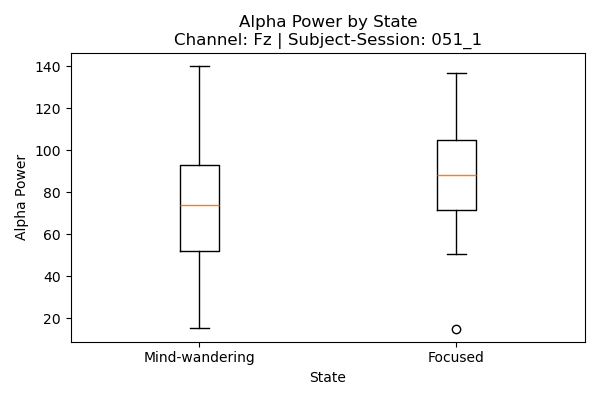 Alpha Power by State
Channel: Fz | Subject-Session: 051_1
140
120
100
80
60
40
20
Alpha Power
Mind-wandering
Focused
State